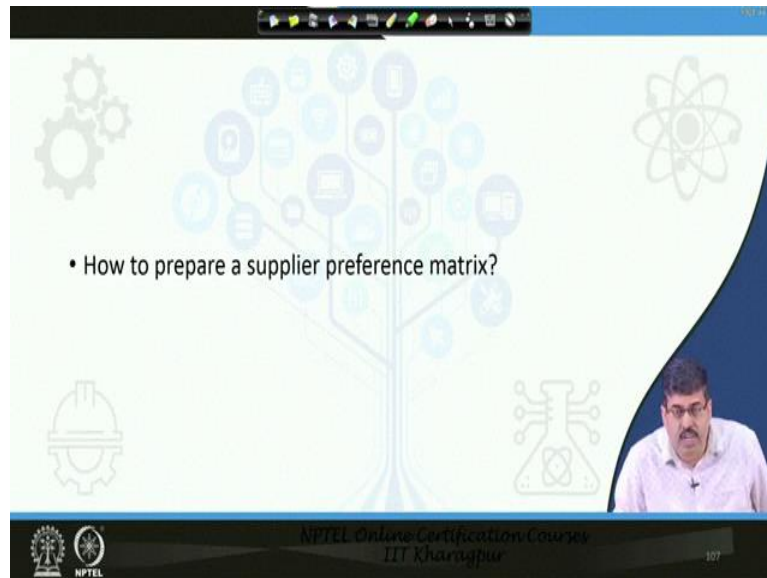 • How to prepare a supplier preference matrix?
NPTEL Online Certification Courses
IIT Kharagpur
NPTEL
107